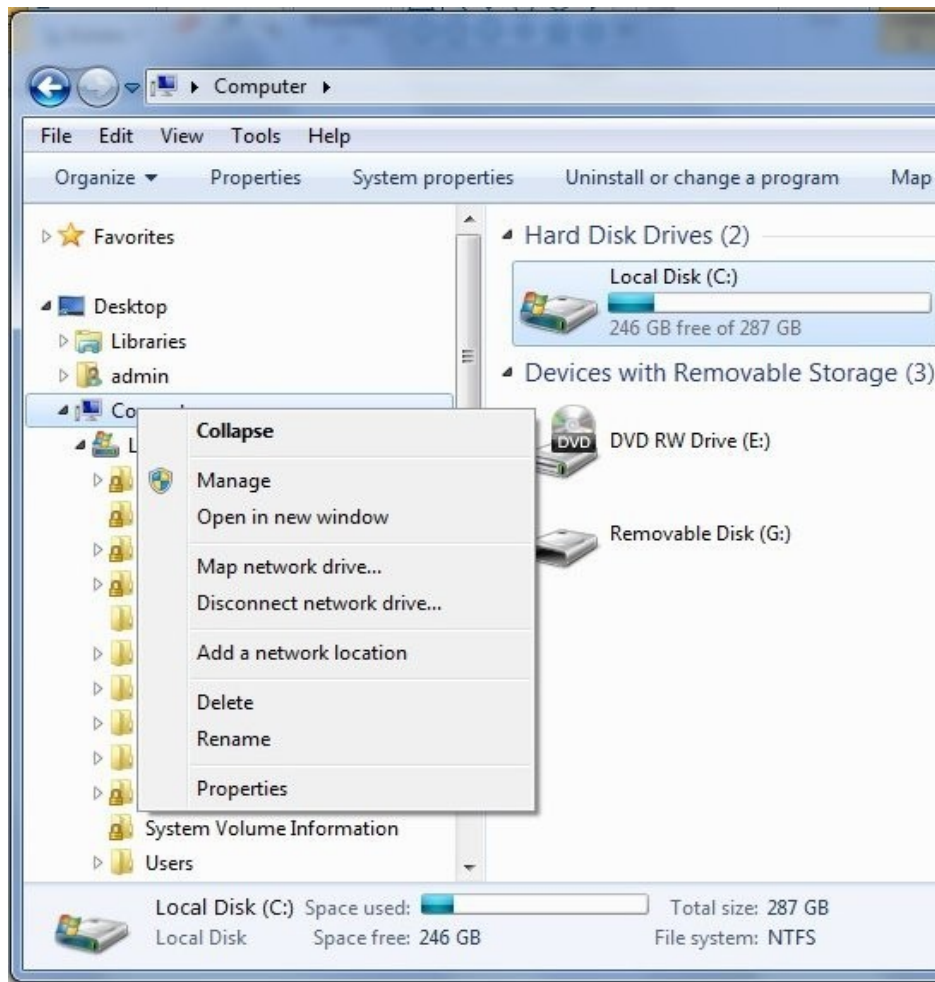 Computer
File Edit View Tools Help
Organize Properties System properties Uninstall or change a program Map
Favorites
Desktop
Libraries
admin
Collapse
Manage
Open in new window
Map network drive...
Disconnect network drive...
Add a network location
Delete
Rename
Properties
System Volume Information
Users
Hard Disk Drives (2)
Local Disk (C:)
246 GB free of 287 GB
Devices with Removable Storage (3)
DVD
DVD RW Drive (E:)
Removable Disk (G:)
Local Disk (C:) Space used: Total size: 287 GB
Local Disk Space free: 246 GB File system: NTFS